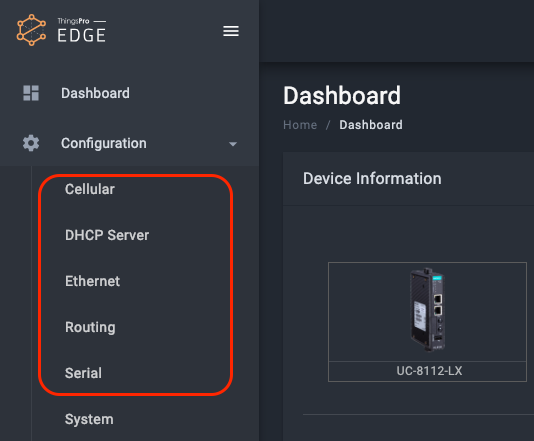 ThingsPro
EDGE
Dashboard
Configuration
Cellular
DHCP Server
Ethernet
Routing
Serial
System
Dashboard
Home / Dashboard
Device Information
UC-8112-LX